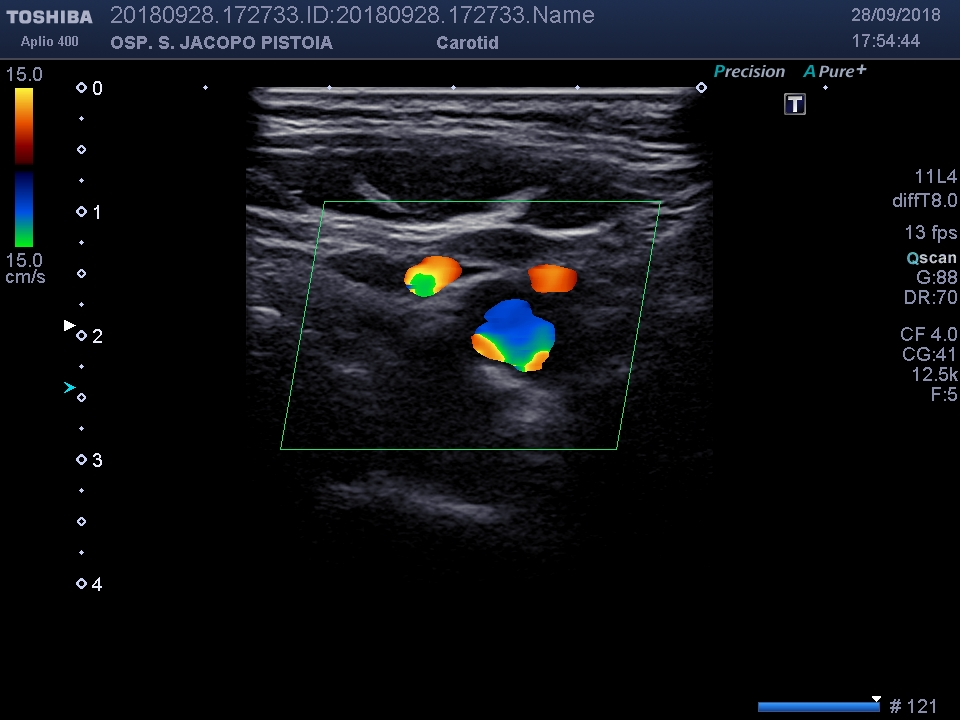 TOSHIBA 20180928.172733.ID:20180928.172733.Name 28/09/2018
Aplio 400 OSP. S. JACOPO PISTOIA Carotid 17:54:44
Precision A Pure+
T
15.0
15.0
cm/s
0
1
2
3
4
11L4
diffT8.0
13 fps
Qscan
G:88
DR:70
CF 4.0
CG:41
12.5k
F:5
# 121